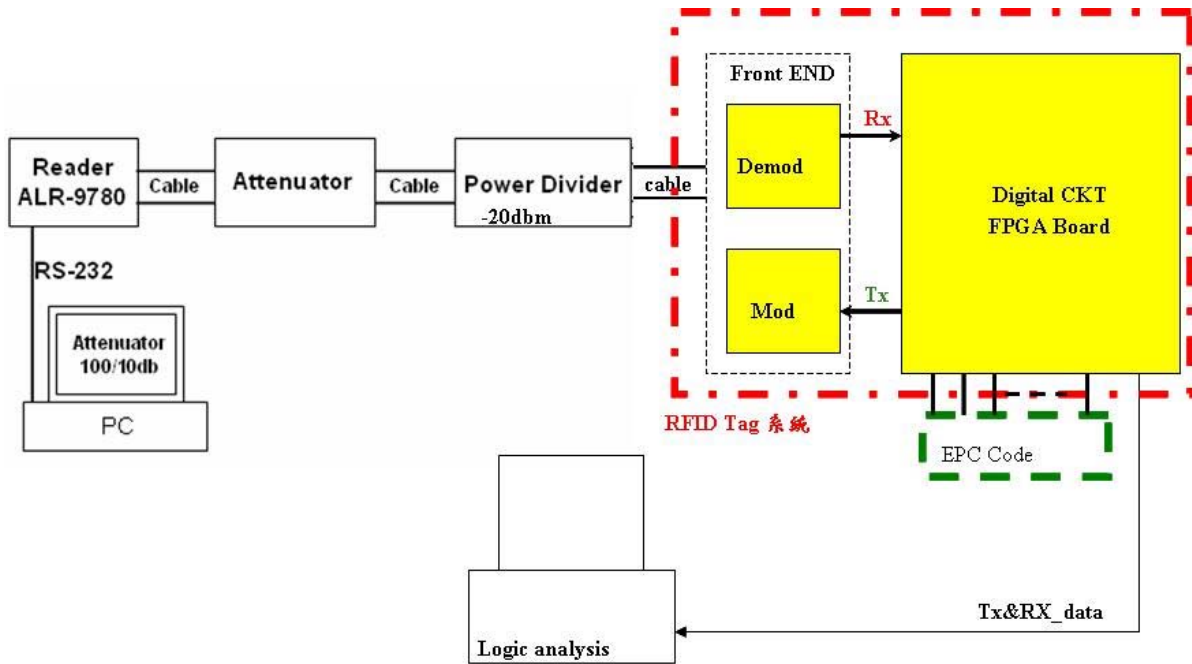 Front END
Rx
Demod
Digital CKT
FPGA Board
Reader
ALR-9780
Cable
Attenuator
Cable
Power Divider
-20dbm
cable
Tx
Mod
RS-232
Attenuator
100/10db
PC
RFID Tag 系統
EPC Code
Tx&RX_data
Logic analysis